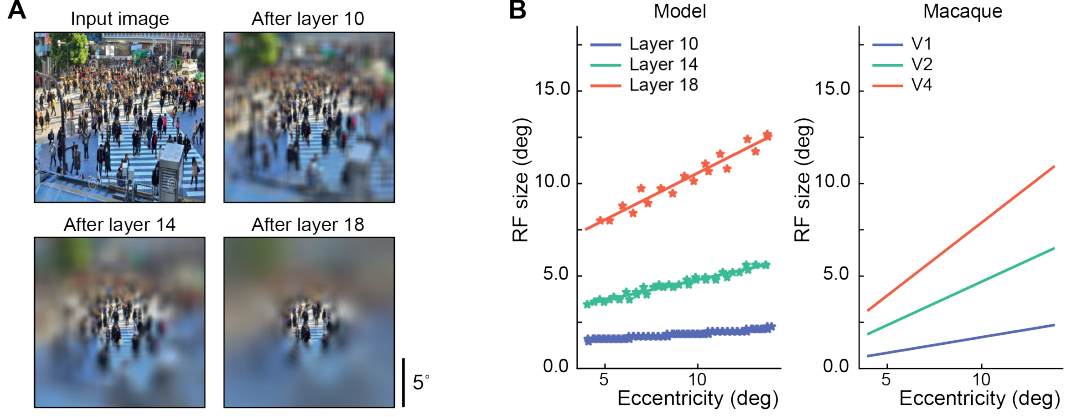 A
Input image
After layer 10
After layer 14
After layer 18
5°
B
Model
Layer 10
Layer 14
Layer 18
RF size (deg)
15.0
10.0
5.0
0.0
5
10
Eccentricity (deg)
Macaque
V1
V2
V4
RF size (deg)
15.0
10.0
5.0
0.0
5
10
Eccentricity (deg)